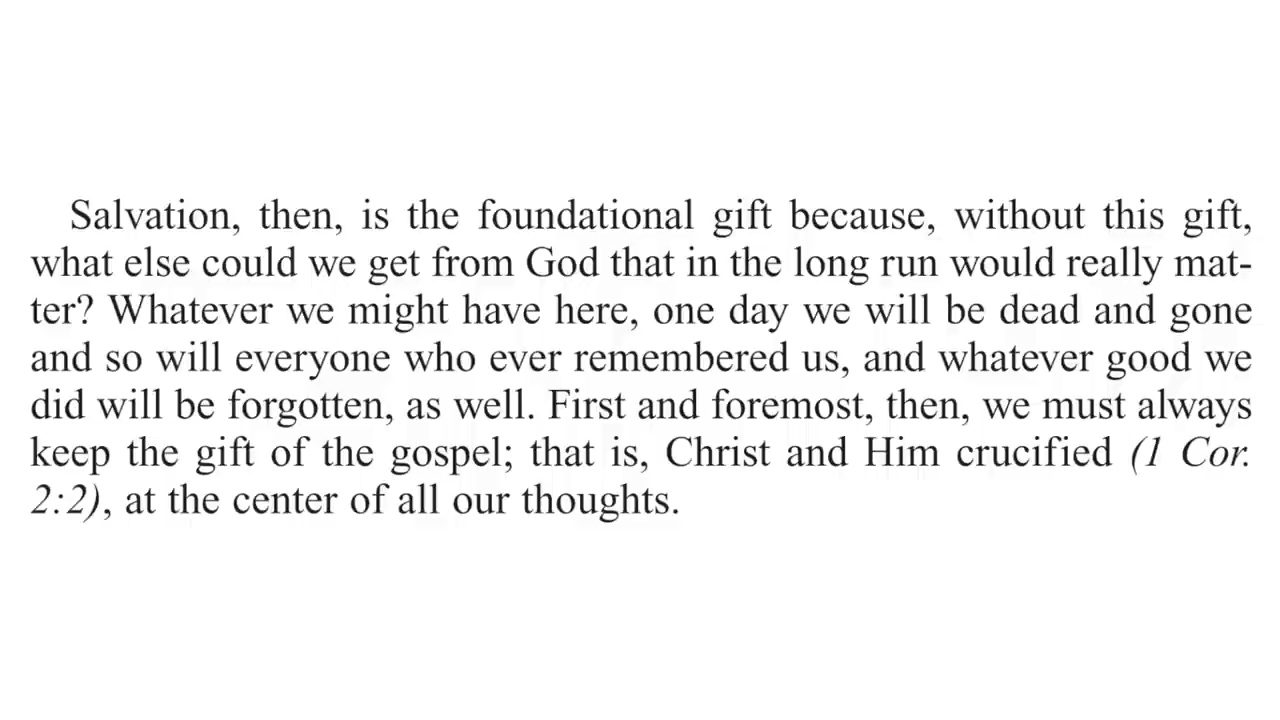 Salvation, then, is the foundational gift because, without this gift,
what else could we get from God that in the long run would really mat-
ter? Whatever we might have here, one day we will be dead and gone
and so will everyone who ever remembered us, and whatever good we
did will be forgotten, as well. First and foremost, then, we must always
keep the gift of the gospel; that is, Christ and Him crucified (1 Cor.
2:2), at the center of all our thoughts.